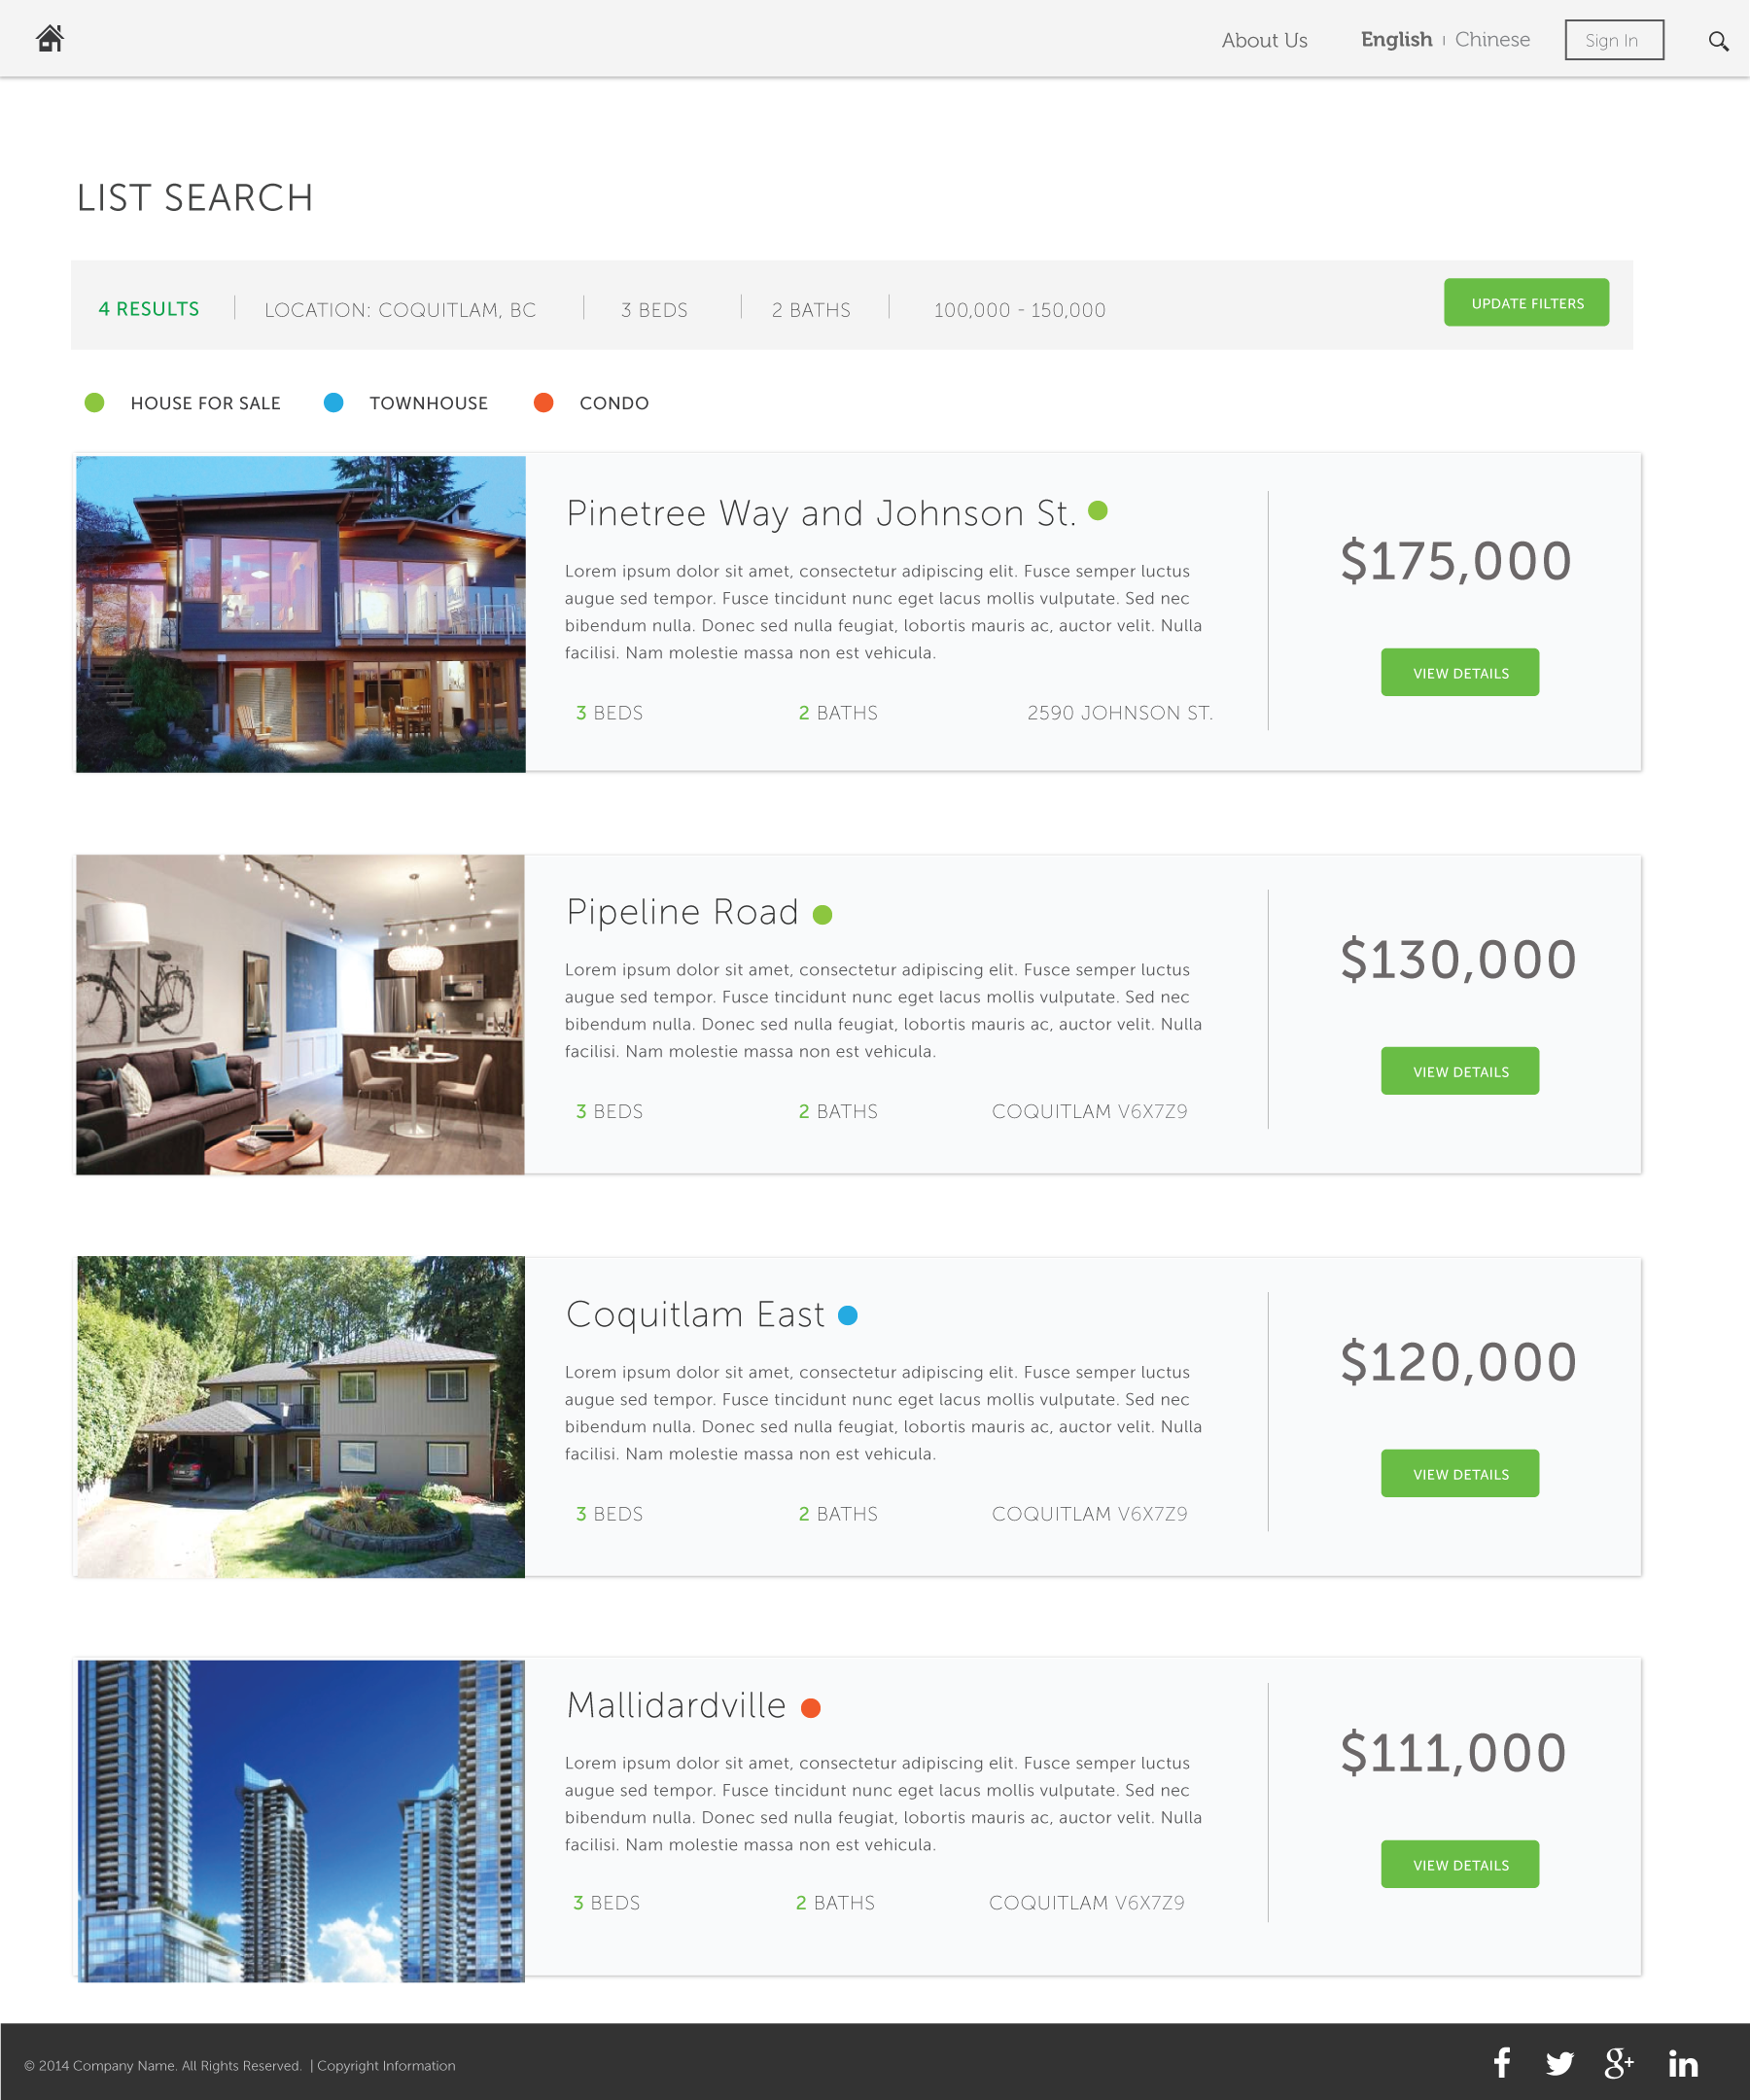 About Us
English | Chinese
Sign In
LIST SEARCH
4 RESULTS | LOCATION: COQUITLAM, BC | 3 BEDS | 2 BATHS | 100,000 - 150,000
UPDATE FILTERS
HOUSE FOR SALE
TOWNHOUSE
CONDO
Pinetree Way and Johnson St.
Lorem ipsum dolor sit amet, consectetur adipiscing elit. Fusce semper luctus
augue sed tempor. Fusce tincidunt nunc eget lacus mollis vulputate. Sed nec
bibendum nulla. Donec sed nulla feugiat, lobortis mauris ac, auctor velit. Nulla
facilisi. Nam molestie massa non est vehicula.
3 BEDS
2 BATHS
2590 JOHNSON ST.
$175,000
VIEW DETAILS
Pipeline Road
Lorem ipsum dolor sit amet, consectetur adipiscing elit. Fusce semper luctus
augue sed tempor. Fusce tincidunt nunc eget lacus mollis vulputate. Sed nec
bibendum nulla. Donec sed nulla feugiat, lobortis mauris ac, auctor velit. Nulla
facilisi. Nam molestie massa non est vehicula.
3 BEDS
2 BATHS
COQUITLAM V6X7Z9
$130,000
VIEW DETAILS
Coquitlam East
Lorem ipsum dolor sit amet, consectetur adipiscing elit. Fusce semper luctus
augue sed tempor. Fusce tincidunt nunc eget lacus mollis vulputate. Sed nec
bibendum nulla. Donec sed nulla feugiat, lobortis mauris ac, auctor velit. Nulla
facilisi. Nam molestie massa non est vehicula.
3 BEDS
2 BATHS
COQUITLAM V6X7Z9
$120,000
VIEW DETAILS
Mallidardville
Lorem ipsum dolor sit amet, consectetur adipiscing elit. Fusce semper luctus
augue sed tempor. Fusce tincidunt nunc eget lacus mollis vulputate. Sed nec
bibendum nulla. Donec sed nulla feugiat, lobortis mauris ac, auctor velit. Nulla
facilisi. Nam molestie massa non est vehicula.
3 BEDS
2 BATHS
COQUITLAM V6X7Z9
$111,000
VIEW DETAILS
© 2014 Company Name. All Rights Reserved. | Copyright Information
f
g+
in